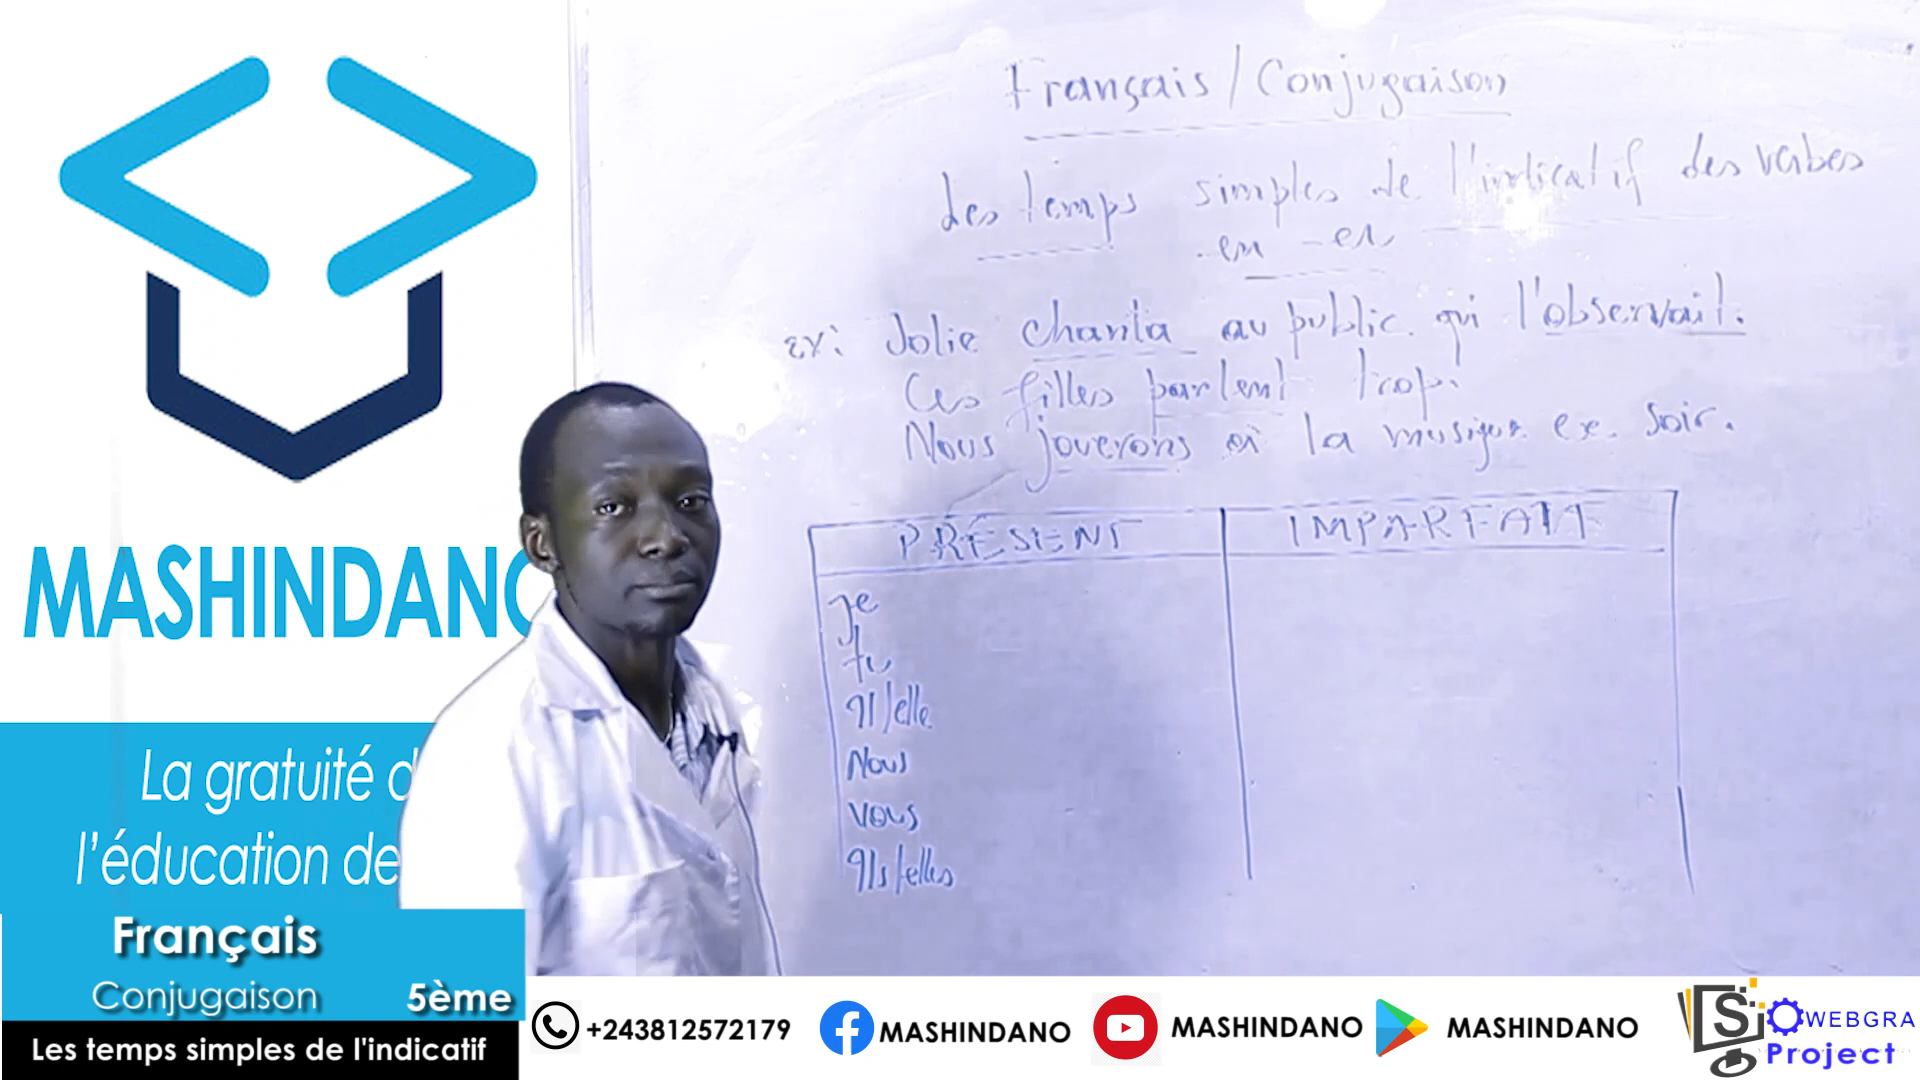 MASHINDANO
La gratuité d
l'éducation de
Français
Conjugaison
5ème
Les temps simples de l'indicatif
Français / Conjugaison
des temps simples de l'indicatif des verbes
en -er
ex: Jolie chanta au public qui l'observait.
Ces filles parlent trop.
Nous jouerons à la musique ce soir.
PRÉSENT
IMPARFAIT
Je
tu
Il/elle
Nous
vous
Ils/elles
+243812572179
MASHINDANO
MASHINDANO
MASHINDANO
SiOWEBGRA
Project